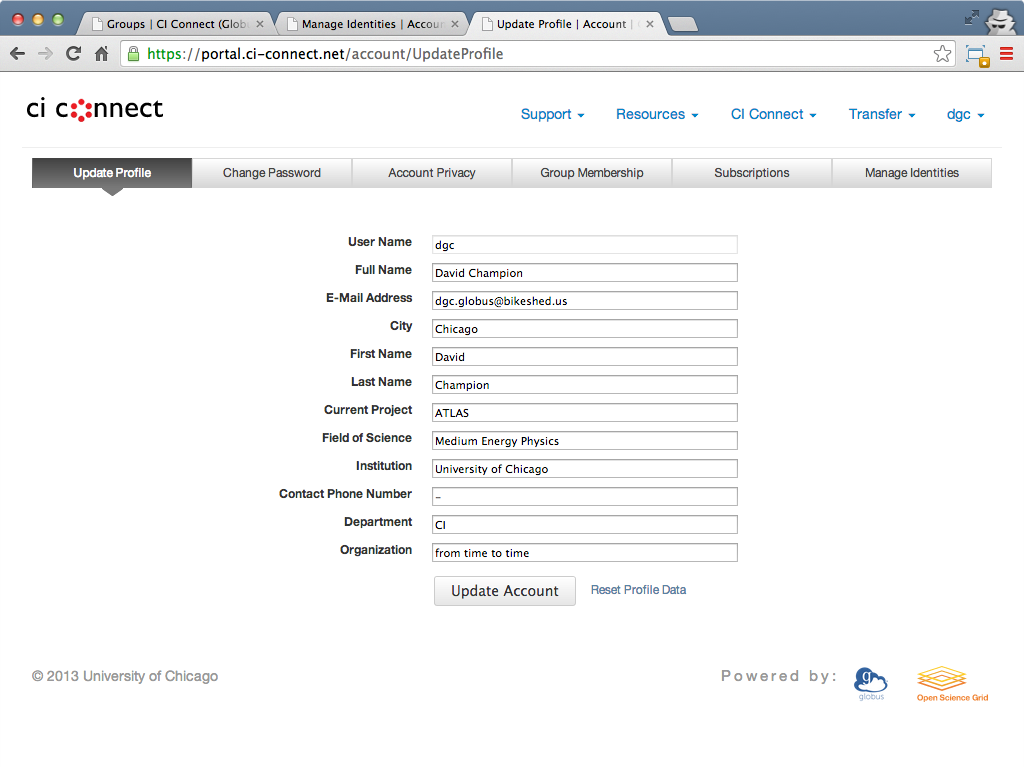 Groups | CI Connect (Glob Manage Identities | Accoun Update Profile | Account |
https://portal.ci-connect.net/account/UpdateProfile
ci connect
Support Resources CI Connect Transfer dgc
Update Profile Change Password Account Privacy Group Membership Subscriptions Manage Identities
User Name dgc
Full Name David Champion
E-Mail Address dgc.globus@bikeshed.us
City Chicago
First Name David
Last Name Champion
Current Project ATLAS
Field of Science Medium Energy Physics
Institution University of Chicago
Contact Phone Number -
Department CI
Organization from time to time
Update Account Reset Profile Data
© 2013 University of Chicago Powered by:
g
globus Open Science Grid